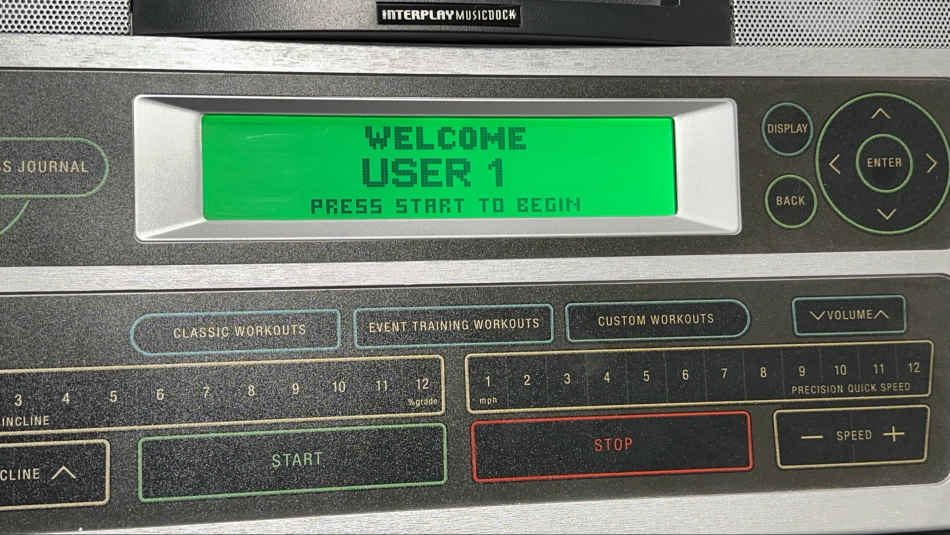 INTERPLAY MUSICDOCK
SS JOURNAL
WELCOME
USER 1
PRESS START TO BEGIN
DISPLAY
BACK
ENTER
CLASSIC WORKOUTS
EVENT TRAINING WORKOUTS
CUSTOM WORKOUTS
VOLUME
3 4 5 6 7 8 9 10 11 12
INCLINE
%grade
1 2 3 4 5 6 7 8 9 10 11 12
mph
PRECISION QUICK SPEED
CLINE
START
STOP
— SPEED +